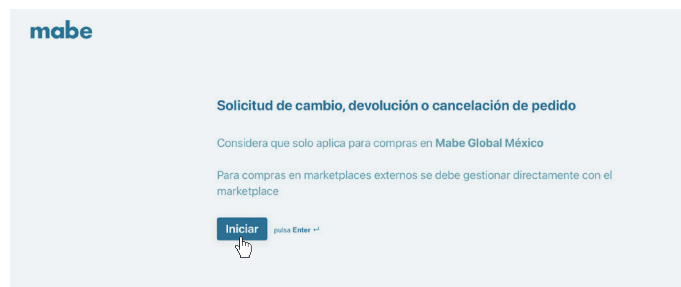 mabe
Solicitud de cambio, devolución o cancelación de pedido
Considera que solo aplica para compras en Mabe Global México
Para compras en marketplaces externos se debe gestionar directamente con el
marketplace
Iniciar pulsa Enter ↵